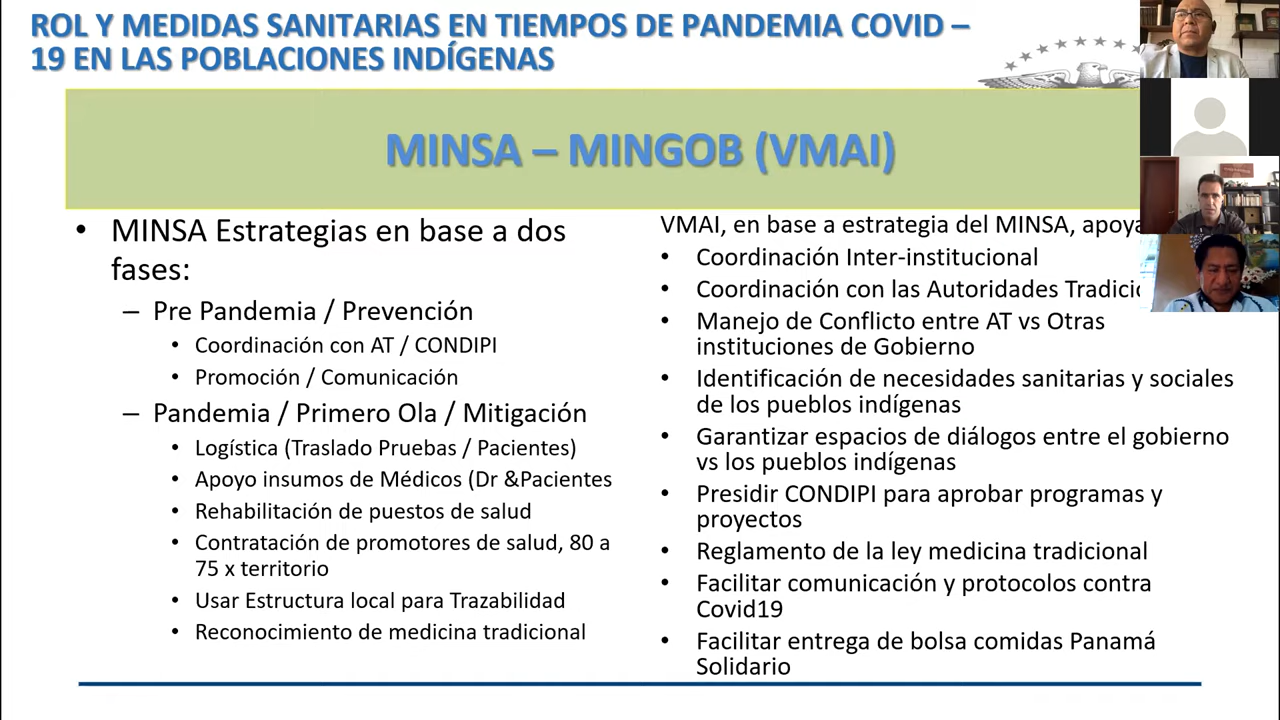 ROL Y MEDIDAS SANITARIAS EN TIEMPOS DE PANDEMIA COVID –
19 EN LAS POBLACIONES INDÍGENAS
MINSA – MINGOB (VMAI)
• MINSA Estrategias en base a dos
fases:
– Pre Pandemia / Prevención
• Coordinación con AT / CONDIPI
• Promoción / Comunicación
– Pandemia / Primero Ola / Mitigación
• Logística (Traslado Pruebas / Pacientes)
• Apoyo insumos de Médicos (Dr &Pacientes
• Rehabilitación de puestos de salud
• Contratación de promotores de salud, 80 a
75 x territorio
• Usar Estructura local para Trazabilidad
• Reconocimiento de medicina tradicional
VMAI, en base a estrategia del MINSA, apoya
• Coordinación Inter-institucional
• Coordinación con las Autoridades
• Manejo de Conflicto entre AT vs Otras
instituciones de Gobierno
• Identificación de necesidades sanitarias y sociales
de los pueblos indígenas
• Garantizar espacios de diálogos entre el gobierno
vs los pueblos indígenas
• Presidir CONDIPI para aprobar programas y
proyectos
• Reglamento de la ley medicina tradicional
• Facilitar comunicación y protocolos contra
Covid19
• Facilitar entrega de bolsa comidas Panamá
Solidario